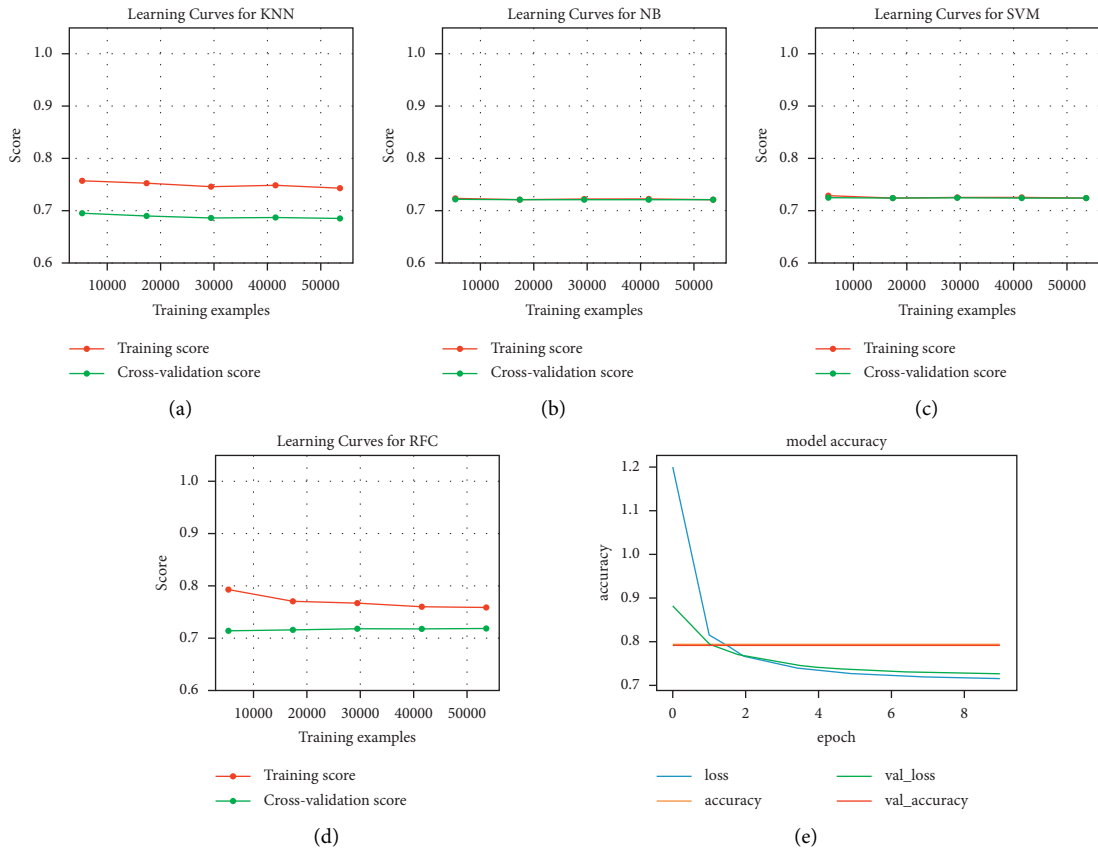 Learning Curves for KNN
1.0
0.9
0.8
0.7
0.6
Score
10000 20000 30000 40000 50000
Training examples
Training score
Cross-validation score
(a)
Learning Curves for NB
1.0
0.9
0.8
0.7
0.6
Score
10000 20000 30000 40000 50000
Training examples
Training score
Cross-validation score
(b)
Learning Curves for SVM
1.0
0.9
0.8
0.7
0.6
Score
10000 20000 30000 40000 50000
Training examples
Training score
Cross-validation score
(c)
Learning Curves for RFC
1.0
0.9
0.8
0.7
0.6
Score
10000 20000 30000 40000 50000
Training examples
Training score
Cross-validation score
(d)
model accuracy
1.2
1.1
1.0
0.9
0.8
0.7
accuracy
0 2 4 6 8
epoch
loss
accuracy
val_loss
val_accuracy
(e)